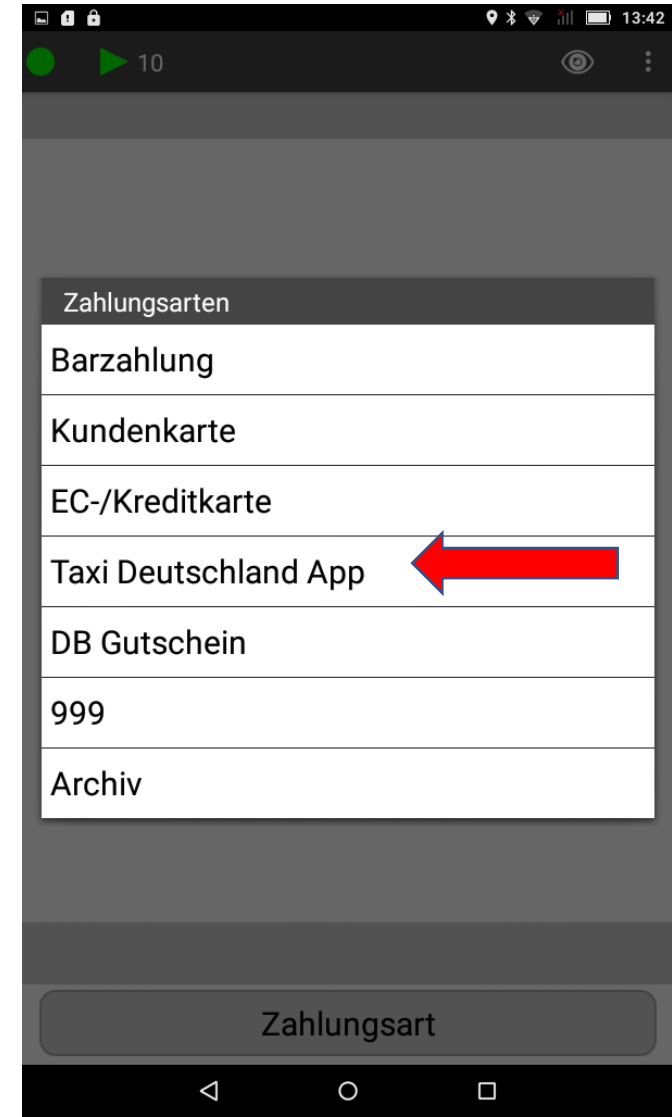 13:42
10
Zahlungsarten
Barzahlung
Kundenkarte
EC-/Kreditkarte
Taxi Deutschland App
DB Gutschein
999
Archiv
Zahlungsart